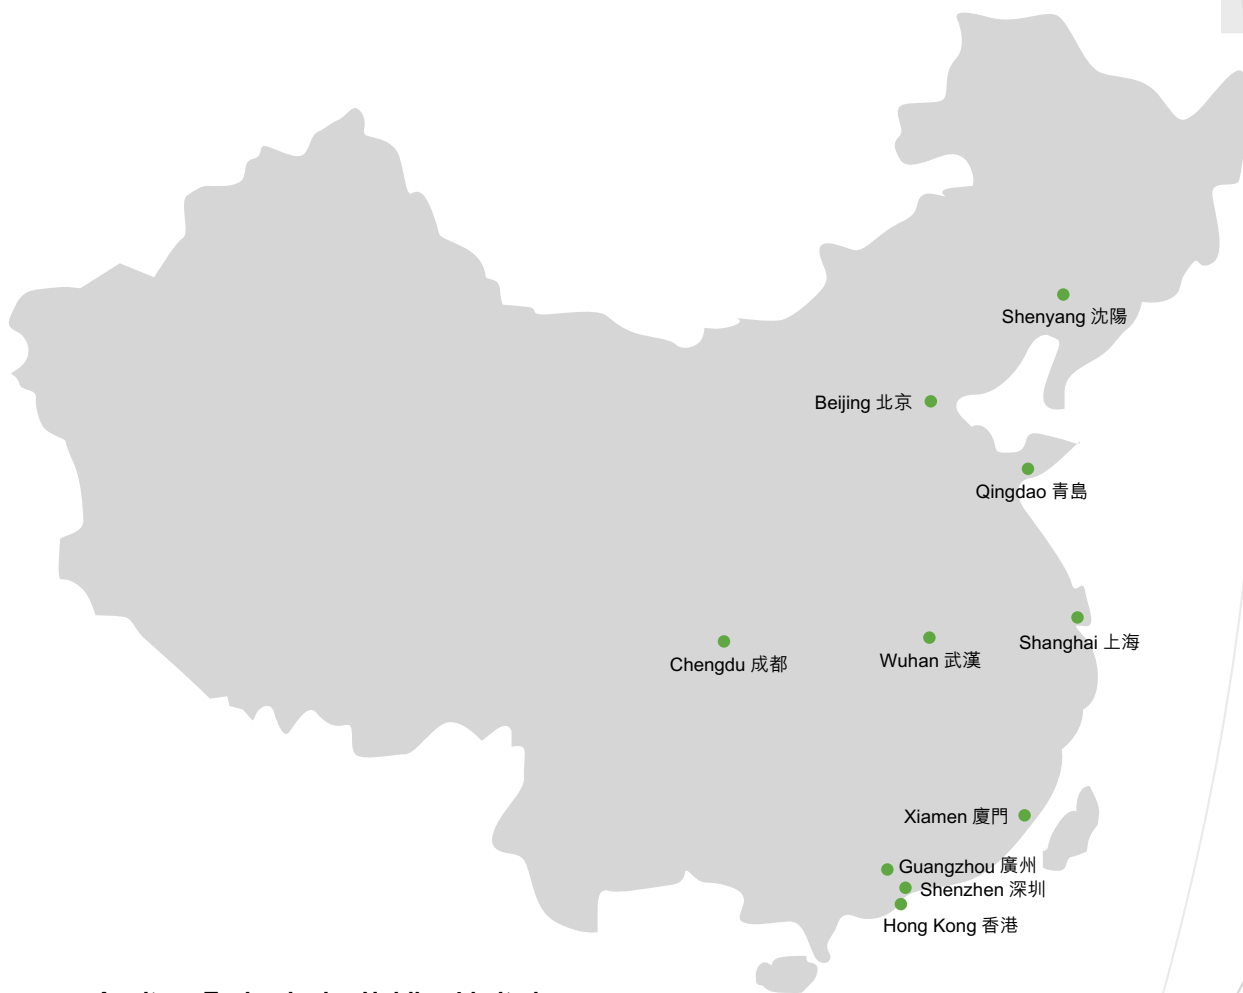 Shenyang 沈陽
Beijing 北京
Qingdao 青島
Shanghai 上海
Chengdu 成都
Wuhan 武漢
Xiamen 廈門
Guangzhou 廣州
Shenzhen 深圳
Hong Kong 香港